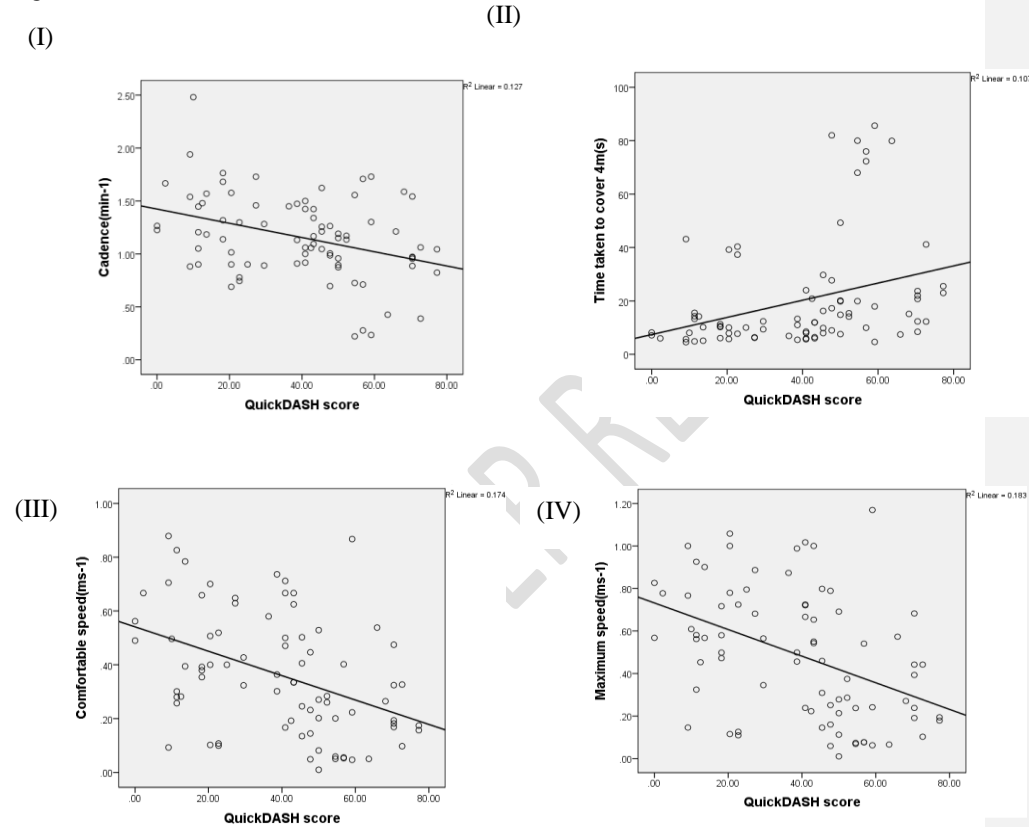 (II)
(I)
R² Linear = 0.127
2.50
2.00
1.50
1.00
.50
.00
Cadence(min-1)
.00 20.00 40.00 60.00 80.00
QuickDASH score
R² Linear = 0.107
100
80
60
40
20
0
Time taken to cover 4m(s)
.00 20.00 40.00 60.00 80.00
QuickDASH score
(III)
R² Linear = 0.174
1.00
.80
.60
.40
.20
.00
Comfortable speed(ms-1)
.00 20.00 40.00 60.00 80.00
QuickDASH score
(IV)
R² Linear = 0.183
1.20
1.00
.80
.60
.40
.20
.00
Maximum speed(ms-1)
.00 20.00 40.00 60.00 80.00
QuickDASH score